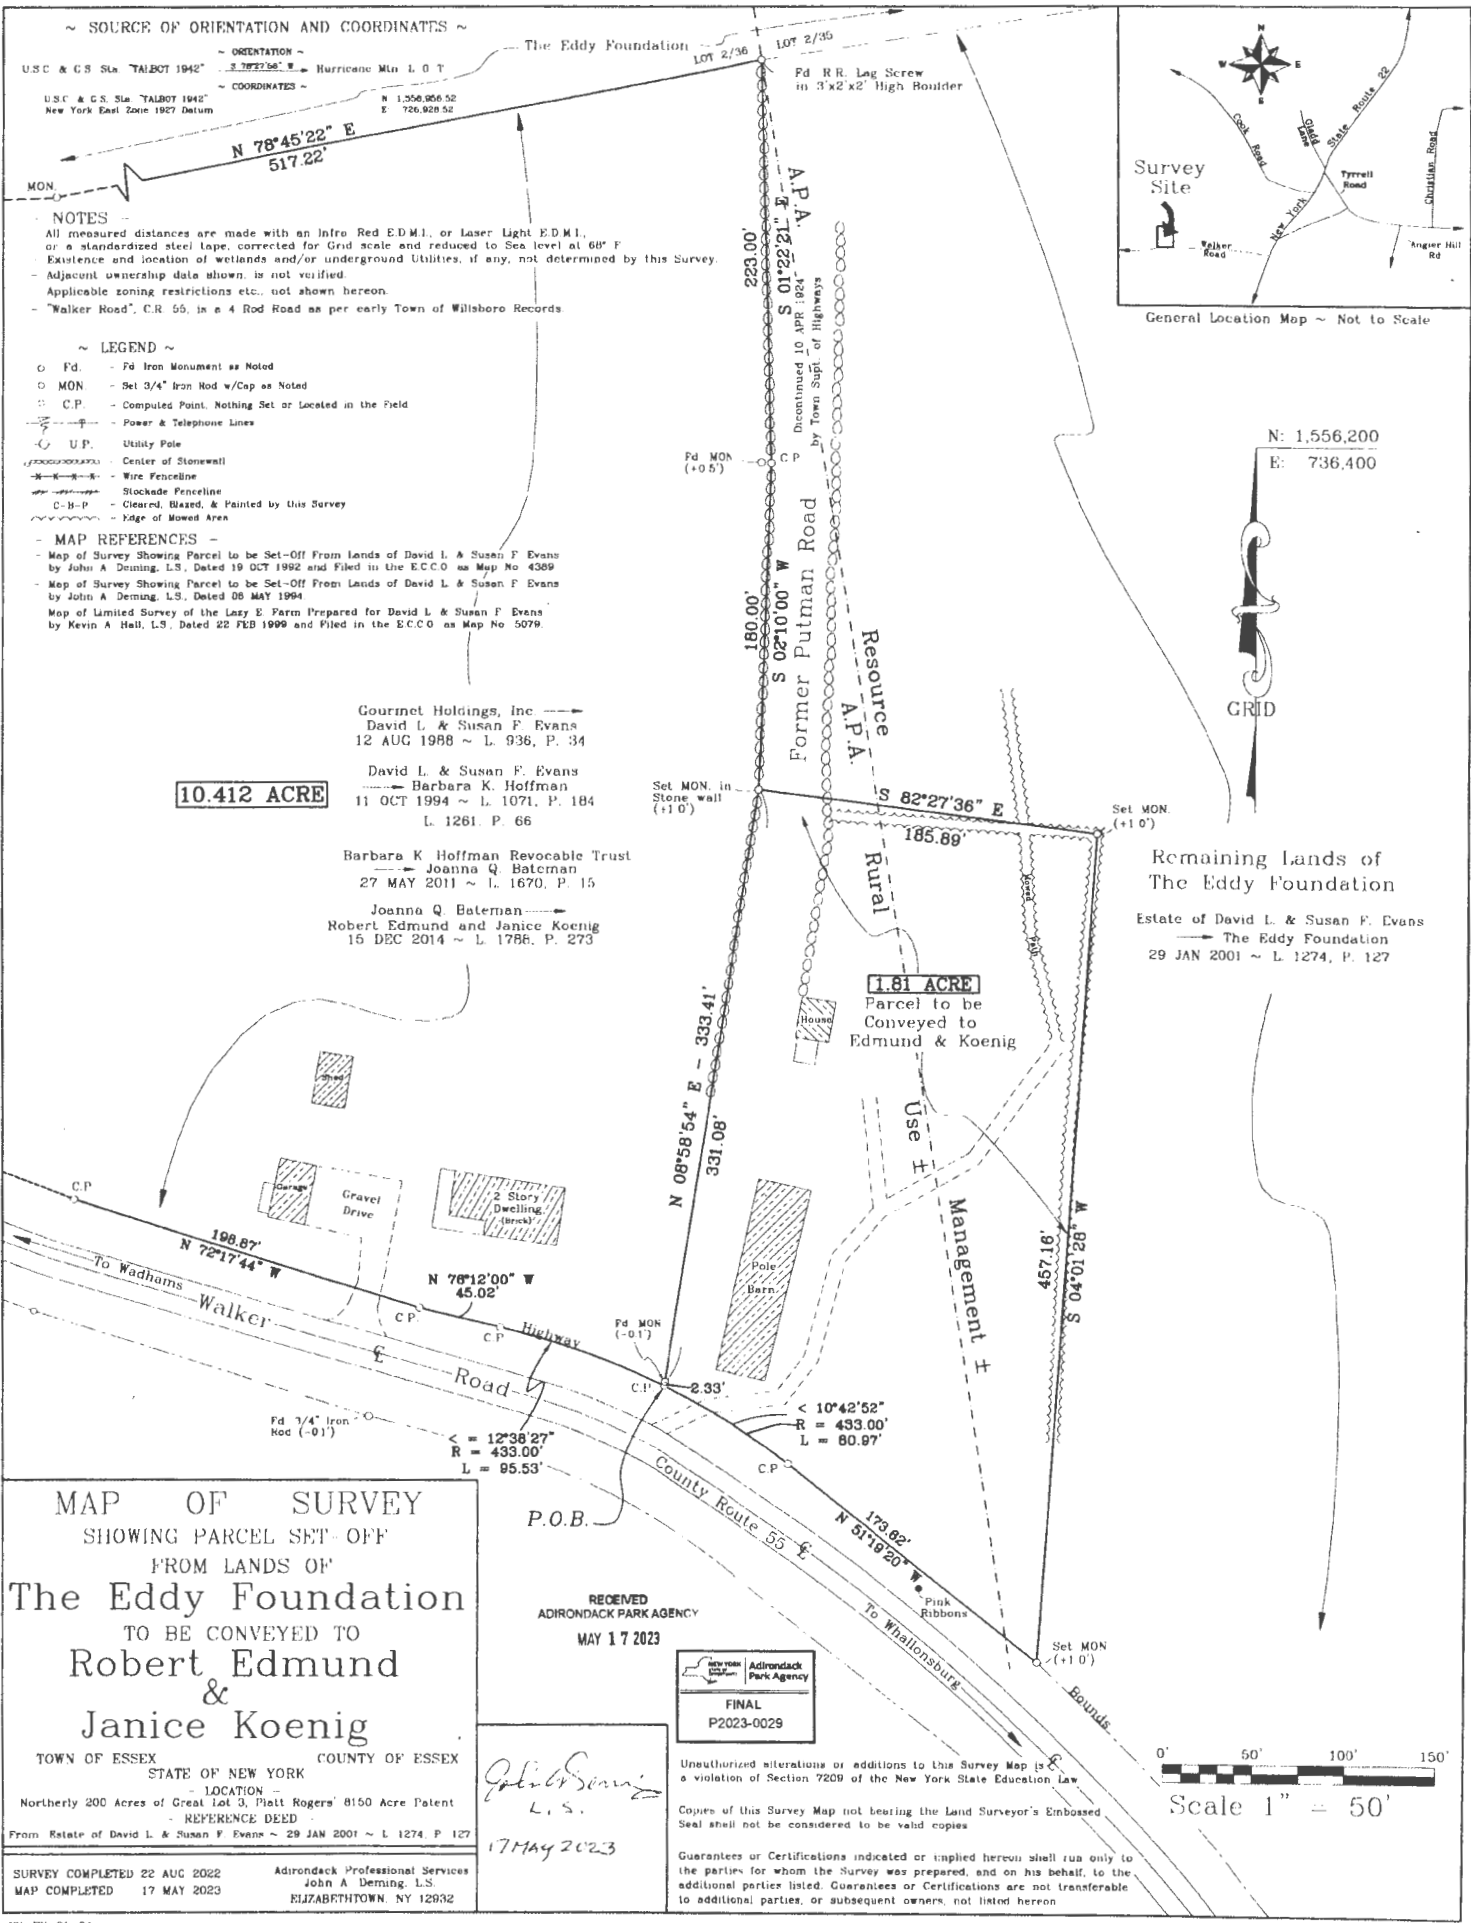 ~ SOURCE OF ORIENTATION AND COORDINATES ~
~ ORIENTATION ~
U.S.C. & G.S. Sta. "TALBOT 1942" S 78°27'56" W Hurricane Mtn L O T
~ COORDINATES ~
U.S.C. & G.S. Sta. "TALBOT 1942" N 1,556,956.52
New York East Zone 1927 Datum E 726,928.52
The Eddy Foundation
LOT 2/36
LOT 2/35
Fd R.R. Lag Screw
in 3'x2'x2' High Boulder
N 78°45'22" E
517.22'
MON.
- NOTES -
All measured distances are made with an Infra Red E.D.M.I., or Laser Light E.D.M.I.,
or a standardized steel tape, corrected for Grid scale and reduced to Sea level at 68° F
Existence and location of wetlands and/or underground Utilities, if any, not determined by this Survey.
- Adjacent ownership data shown, is not verified.
Applicable zoning restrictions etc., not shown hereon.
- "Walker Road", C.R. 55, is a 4 Rod Road as per early Town of Willsboro Records.
~ LEGEND ~
Fd. - Fd Iron Monument as Noted
MON. - Set 3/4" Iron Rod w/Cap as Noted
C.P. - Computed Point, Nothing Set or Located in the Field
- Power & Telephone Lines
U.P. Utility Pole
Center of Stonewall
- Wire Fenceline
Stockade Fenceline
C-B-P - Cleared, Blazed, & Painted by this Survey
- Edge of Mowed Area
- MAP REFERENCES -
- Map of Survey Showing Parcel to be Set-Off From Lands of David L & Susan F Evans
by John A Deming, L.S., Dated 19 OCT 1992 and Filed in the E.C.C.O as Map No 4389
- Map of Survey Showing Parcel to be Set-Off From Lands of David L & Susan F Evans
by John A Deming, L.S., Dated 06 MAY 1994.
Map of Limited Survey of the Lazy E Farm Prepared for David L & Susan F Evans
by Kevin A Hall, L.S., Dated 22 FEB 1999 and Filed in the E.C.C.O as Map No 5079.
N
W E
S
Cook Road
Gladd Lane
New York State Route 22
Christian Road
Tyrrell Road
Survey
Site
Walker Road
Angier Hill Rd
General Location Map ~ Not to Scale
A.P.A.
223.00'
S 01°22'21" E
Discontinued 10 APR 1924
by Town Supt. of Highways
Fd MON
(+0.5')
C.P.
N: 1,556,200
E: 736,400
GRID
180.00'
S 02°10'00" W
Former Putman Road
Resource
A.P.A.
Rural
Use ±
Management ±
Gourmet Holdings, Inc.
David L & Susan F. Evans
12 AUG 1988 ~ L. 936, P. 34
David L. & Susan F. Evans
Barbara K. Hoffman
11 OCT 1994 ~ L. 1071, P. 184
L. 1261. P. 66
10.412 ACRE
Barbara K Hoffman Revocable Trust
Joanna Q. Bateman
27 MAY 2011 ~ L. 1670, P. 15
Joanna Q. Bateman
Robert Edmund and Janice Koenig
15 DEC 2014 ~ L. 1788, P. 273
Set MON. in
Stone wall
(+1.0')
S 82°27'36" E
185.89'
Set MON.
(+1.0')
Mowed
Path
Remaining Lands of
The Eddy Foundation
Estate of David L. & Susan F. Evans
The Eddy Foundation
29 JAN 2001 ~ L. 1274, P. 127
1.81 ACRE
Parcel to be
Conveyed to
Edmund & Koenig
House
N 08°58'54" E - 333.41'
331.08'
Shed
Garage
Gravel
Drive
2 Story
Dwelling
(Brick)
Pole
Barn
457.16'
S 04°01'28" W
C.P.
198.87'
N 72°17'44" W
N 78°12'00" W
45.02'
C.P.
C.P.
Highway
Fd MON
(-0.1')
C.P.
2.33'
To Wadhams
Walker
Road
Fd 3/4" Iron
Rod (-0.1')
< = 12°38'27"
R = 433.00'
L = 95.53'
< 10°42'52"
R = 433.00'
L = 80.97'
C.P.
P.O.B.
County Route 55
173.62'
N 51°19'20" W
Pink
Ribbons
To Whallonsburg
Set MON
(+1.0')
Bounds
MAP OF SURVEY
SHOWING PARCEL SET-OFF
FROM LANDS OF
The Eddy Foundation
TO BE CONVEYED TO
Robert Edmund
&
Janice Koenig
TOWN OF ESSEX COUNTY OF ESSEX
STATE OF NEW YORK
- LOCATION -
Northerly 200 Acres of Great Lot 3, Platt Rogers' 8150 Acre Patent
- REFERENCE DEED -
From Estate of David L & Susan F. Evans ~ 29 JAN 2001 ~ L 1274, P 127
SURVEY COMPLETED 22 AUG 2022
MAP COMPLETED 17 MAY 2023
Adirondack Professional Services
John A Deming, L.S.
ELIZABETHTOWN, NY 12932
L.S.
17 MAY 2023
RECEIVED
ADIRONDACK PARK AGENCY
MAY 17 2023
NEW YORK
Adirondack
Park Agency
FINAL
P2023-0029
Unauthorized alterations or additions to this Survey Map is
a violation of Section 7209 of the New York State Education Law
Copies of this Survey Map not bearing the Land Surveyor's Embossed
Seal shall not be considered to be valid copies
Guarantees or Certifications indicated or implied hereon shall run only to
the parties for whom the Survey was prepared, and on his behalf, to the
additional parties listed. Guarantees or Certifications are not transferable
to additional parties, or subsequent owners, not listed hereon
0' 50' 100' 150'
Scale 1" = 50'